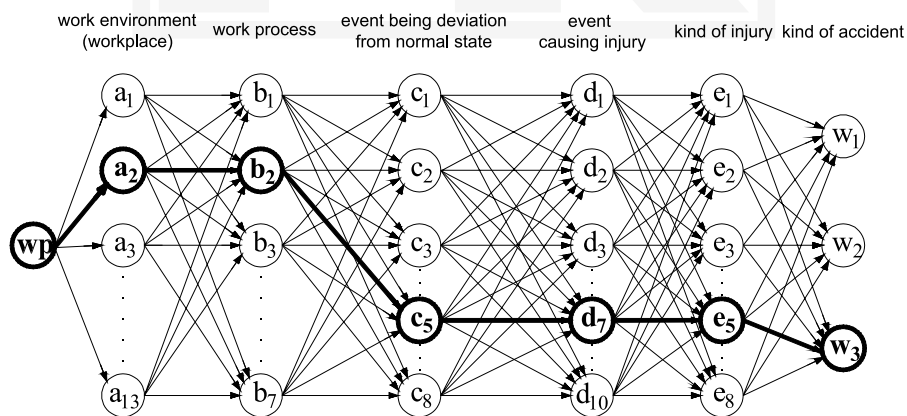 work environment (workplace)
work process
event being deviation from normal state
event causing injury
kind of injury
kind of accident
a1 b1 c1 d1 e1
w1
a2 b2 c2 d2 e2
wp a3 b3 c3 d3 e3 w2
c5 d7 e5
w3
a13 b7 c8 d10 e8